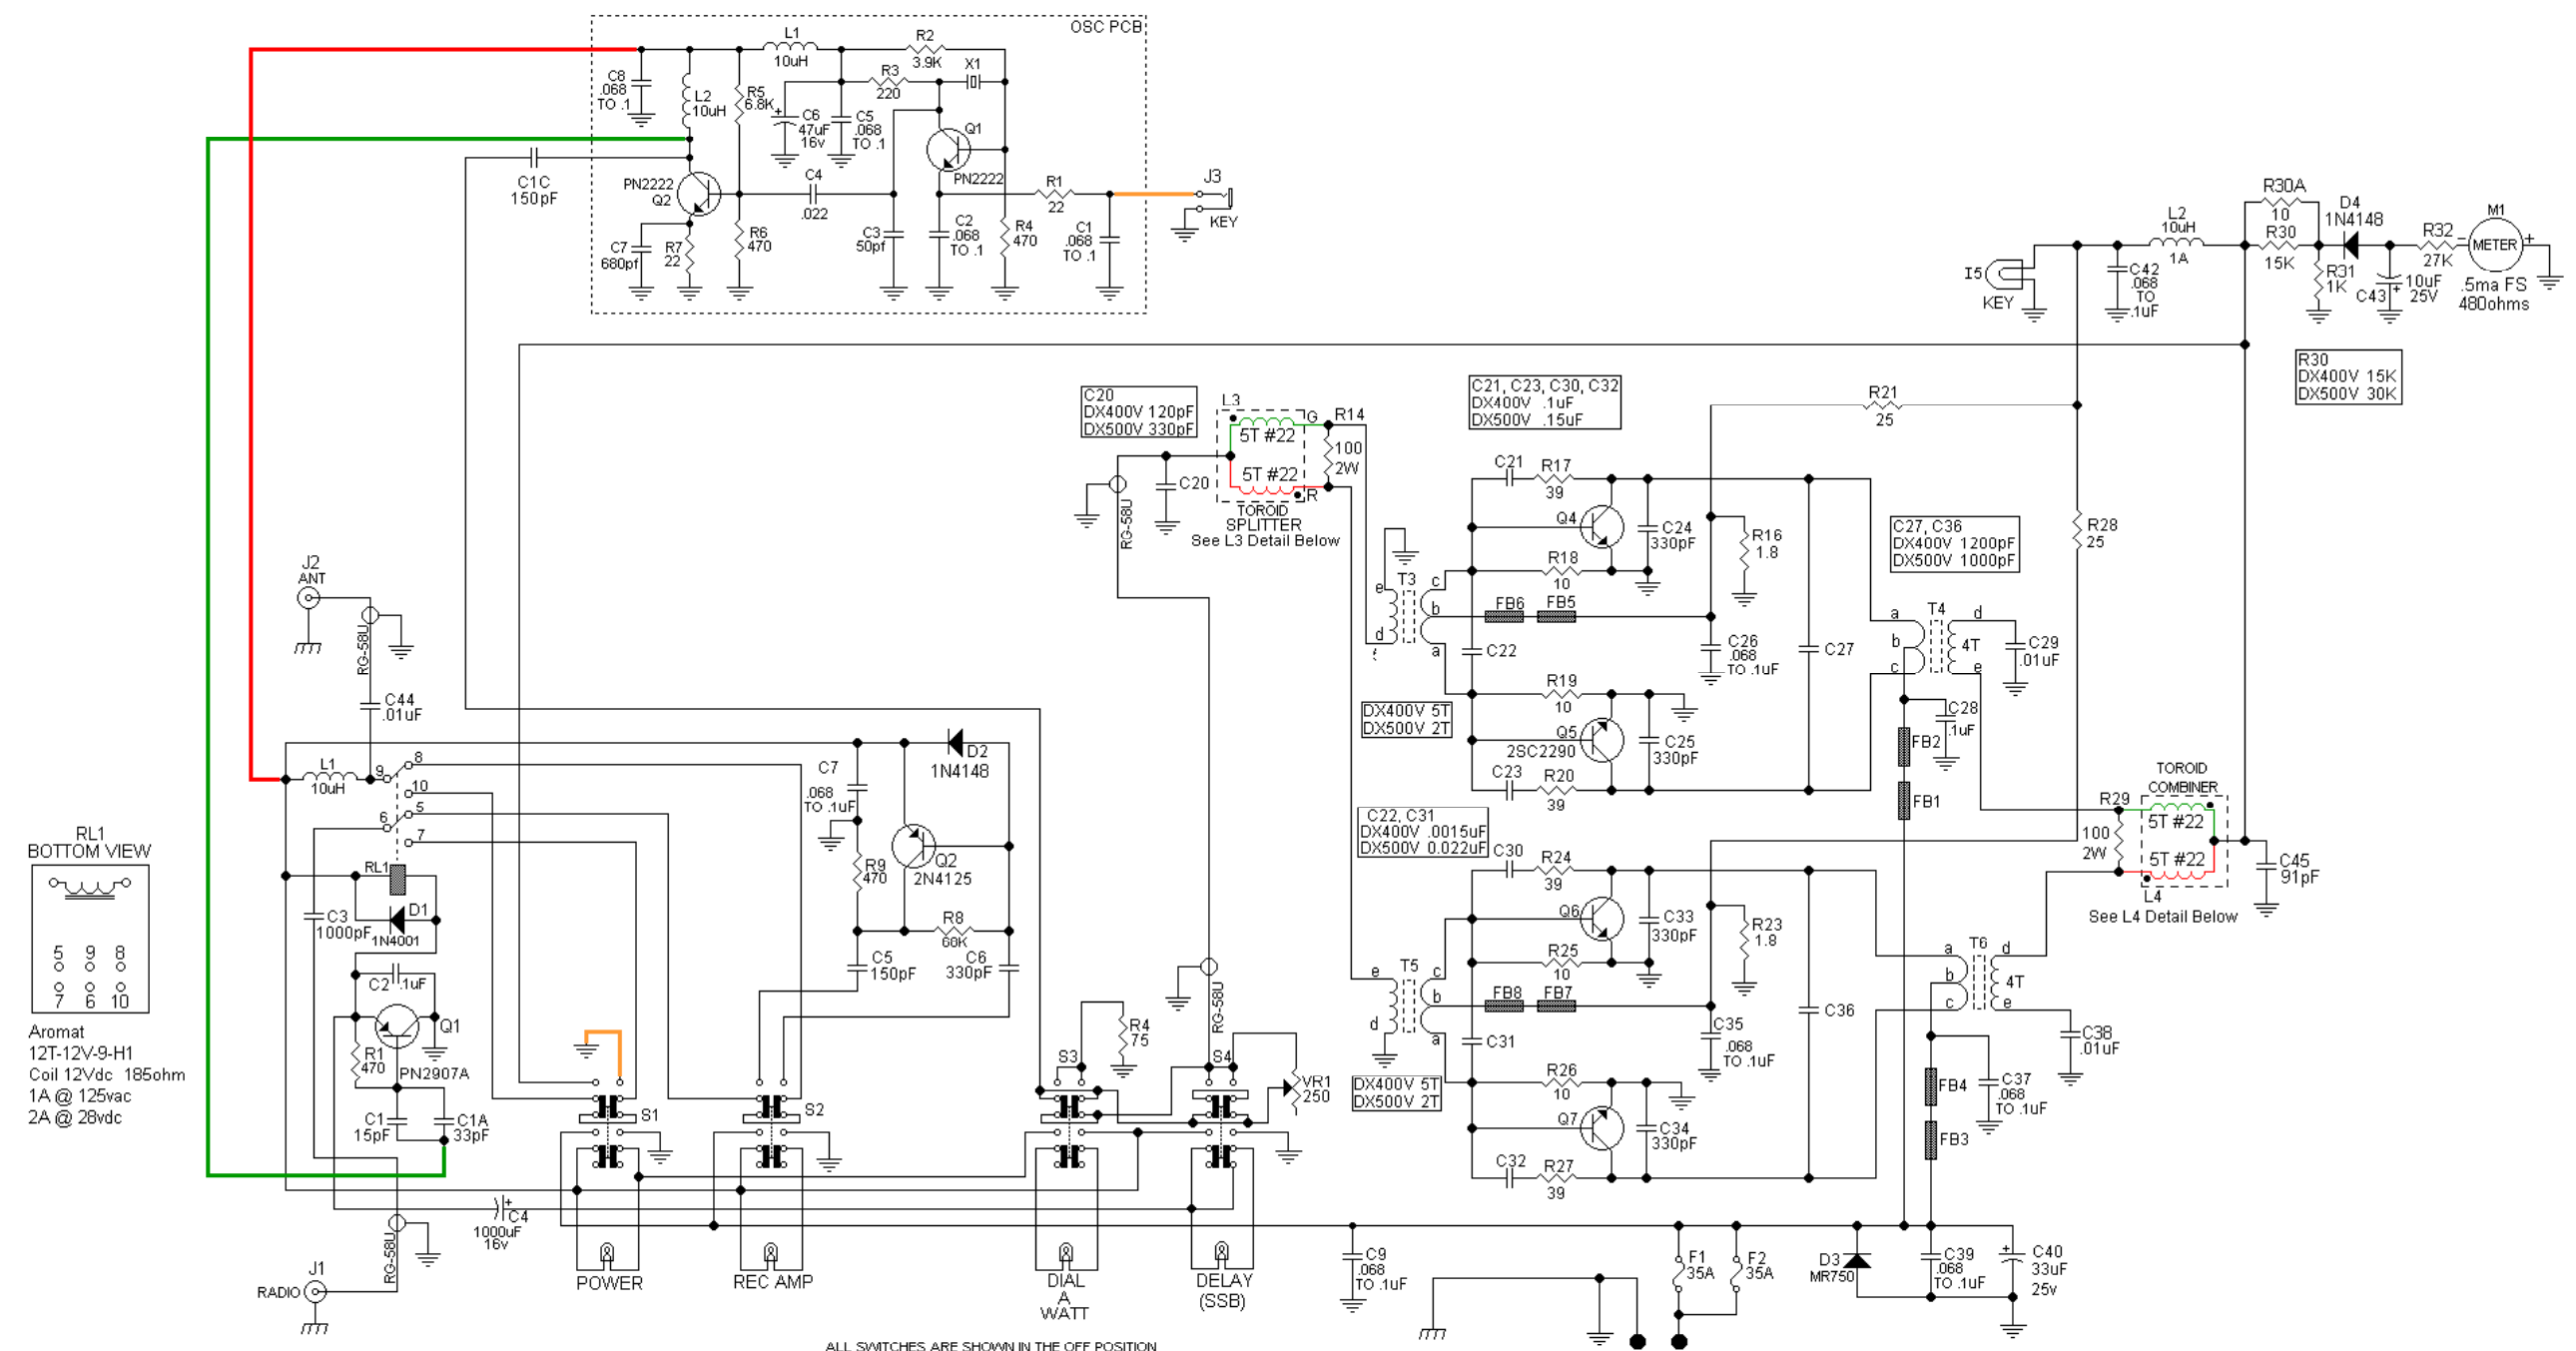 OSC PCB
L1
10uH
R2
3.9K
C8
.068
TO .1
L2
10uH
R5
6.8K
R3
220
X1
+
C6
47uF
16v
C5
.068
TO .1
Q1
PN2222
C1C
150pF
PN2222
Q2
C4
.022
R1
22
J3
KEY
C7
680pf
R7
22
R6
470
C3
50pf
C2
.068
TO .1
R4
470
C1
.068
TO .1
I5
KEY
C42
.068
TO
.1uF
L2
10uH
1A
R30A
10
R30
15K
R31
1K
D4
1N4148
C43
+
10uF
25V
R32
27K
M1
-
METER
+
.5ma FS
480ohms
R30
DX400V 15K
DX500V 30K
C20
DX400V 120pF
DX500V 330pF
L3
G
5T #22
5T #22
R
TOROID
SPLITTER
See L3 Detail Below
R14
100
2W
C20
RG-58U
C21, C23, C30, C32
DX400V .1uF
DX500V .15uF
R21
25
C21
R17
39
Q4
C24
330pF
R18
10
R16
1.8
C27, C36
DX400V 1200pF
DX500V 1000pF
R28
25
e
T3
c
b
d
a
FB6
FB5
C22
C26
.068
TO .1uF
C27
a
T4
d
b
4T
c
e
C29
.01uF
R19
10
Q5
2SC2290
C25
330pF
C23
R20
39
DX400V 5T
DX500V 2T
C28
.1uF
FB2
FB1
J2
ANT
RG-58U
C44
.01uF
L1
10uH
9
8
10
5
6
7
RL1
D1
1N4001
C3
1000pF
C2
.1uF
Q1
R1
470
PN2907A
C1
15pF
C1A
33pF
C7
.068
TO .1uF
D2
1N4148
R9
470
Q2
2N4125
R8
68K
C5
150pF
C6
330pF
RL1
BOTTOM VIEW
5 9 8
7 6 10
Aromat
12T-12V-9-H1
Coil 12Vdc 185ohm
1A @ 125vac
2A @ 28vdc
C22, C31
DX400V .0015uF
DX500V 0.022uF
C30
R24
39
Q6
C33
330pF
R25
10
R23
1.8
TOROID
COMBINER
R29
100
2W
5T #22
5T #22
L4
See L4 Detail Below
C45
91pF
e
T5
c
b
d
a
FB8
FB7
C31
C35
.068
TO .1uF
C36
a
T6
d
b
4T
c
e
C38
.01uF
R26
10
Q7
C34
330pF
C32
R27
39
DX400V 5T
DX500V 2T
FB4
FB3
C37
.068
TO .1uF
S1
S2
S3
R4
75
RG-58U
S4
VR1
250
+
C4
1000uF
16v
RG-58U
J1
RADIO
POWER
REC AMP
DIAL
A
WATT
DELAY
(SSB)
C9
.068
TO .1uF
F1
35A
F2
35A
D3
MR750
C39
.068
TO .1uF
+
C40
33uF
25v
ALL SWITCHES ARE SHOWN IN THE OFF POSITION